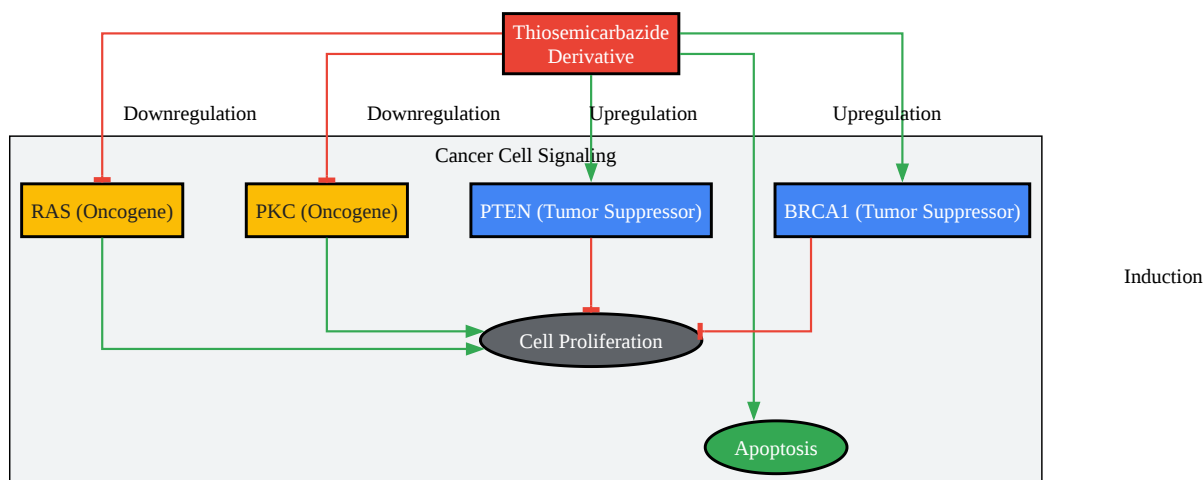 Thiosemicarbazide
Derivative
Downregulation
Downregulation
Upregulation
Upregulation
Cancer Cell Signaling
RAS (Oncogene)
PKC (Oncogene)
PTEN (Tumor Suppressor)
BRCA1 (Tumor Suppressor)
Induction
Cell Proliferation
Apoptosis